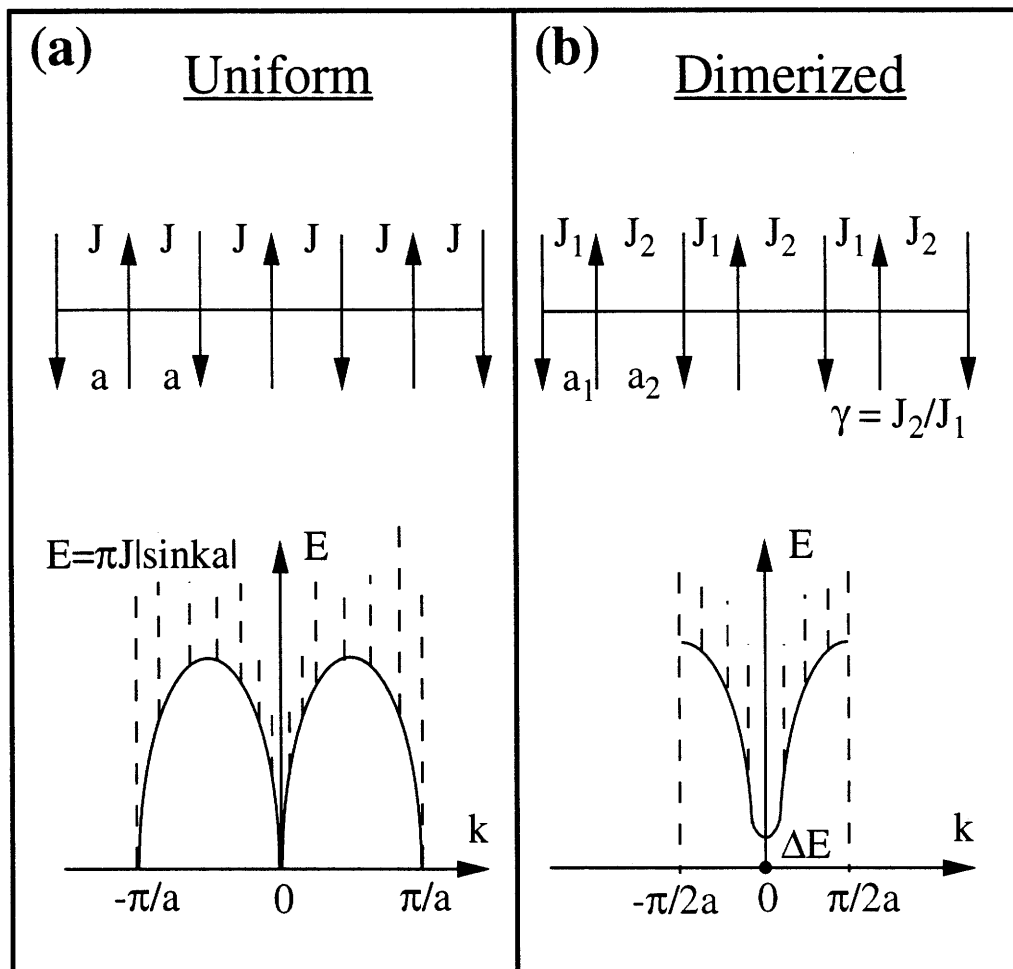 (a)
Uniform
J J J J J J
a a
E=πJ|sinka|
E
k
-π/a 0 π/a
(b)
Dimerized
J₁ J₂ J₁ J₂ J₁ J₂
a₁ a₂
γ = J₂/J₁
E
k
ΔE
-π/2a 0 π/2a